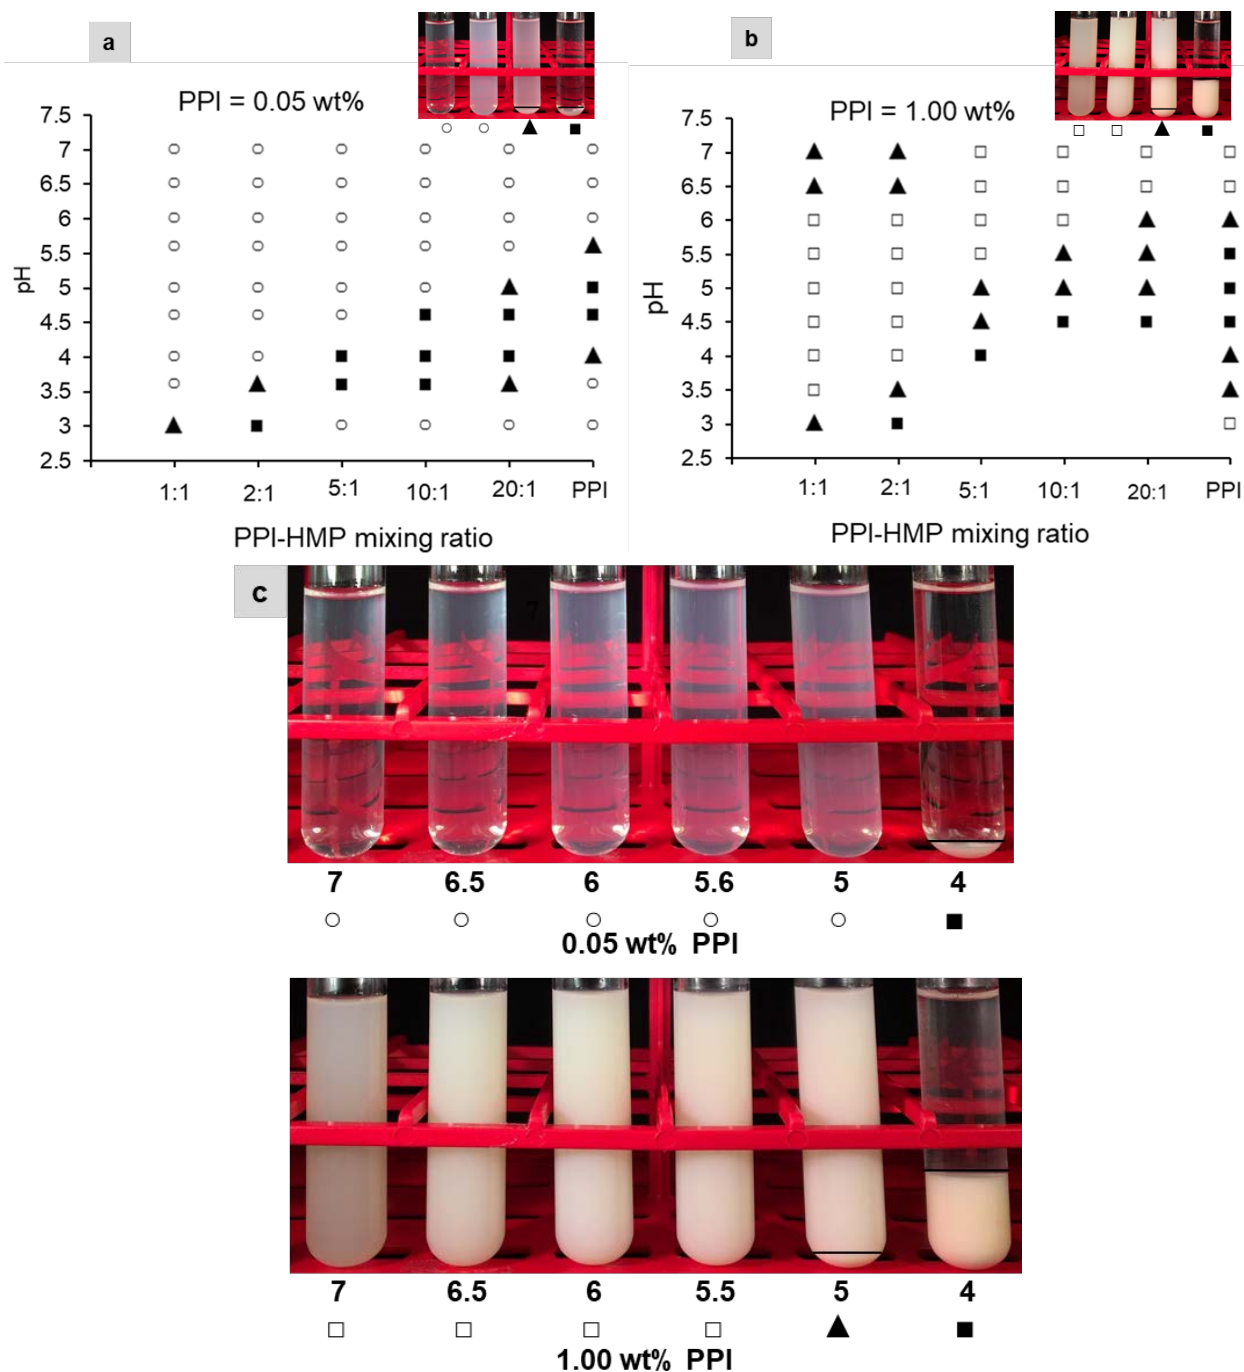 a
PPI = 0.05 wt%
7.5
7
6.5
6
5.5
5
4.5
4
3.5
3
2.5
pH
1:1 2:1 5:1 10:1 20:1 PPI
PPI-HMP mixing ratio
b
PPI = 1.00 wt%
7.5
7
6.5
6
5.5
5
4.5
4
3.5
3
2.5
pH
1:1 2:1 5:1 10:1 20:1 PPI
PPI-HMP mixing ratio
c
7
7 6.5 6 5.6 5 4
0.05 wt% PPI
7 6.5 6 5.5 5 4
1.00 wt% PPI